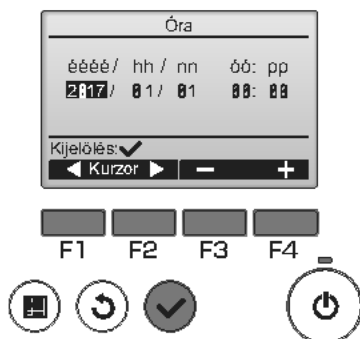 Óra
éééé / hh / nn óó: pp
2017 / 01 / 01 00: 00
Kijelölés:✓
◀ Kurzor ▶ − +
F1 F2 F3 F4